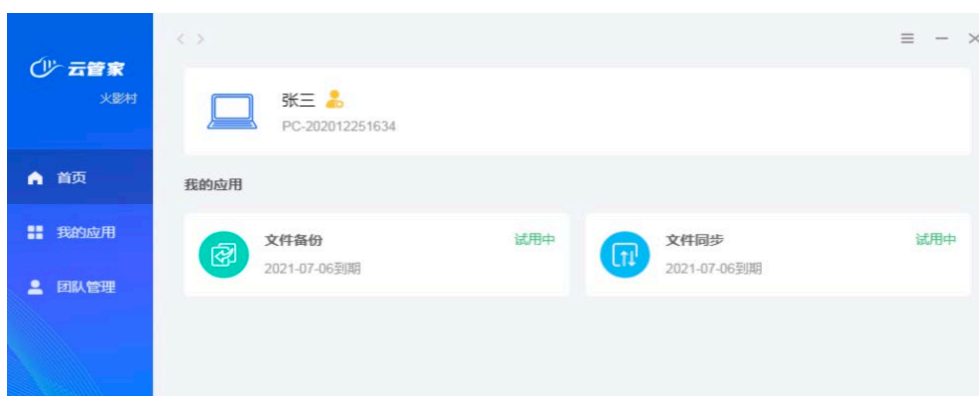 云管家
火影村
首页
我的应用
团队管理
张三
PC-202012251634
我的应用
文件备份
试用中
2021-07-06到期
文件同步
试用中
2021-07-06到期